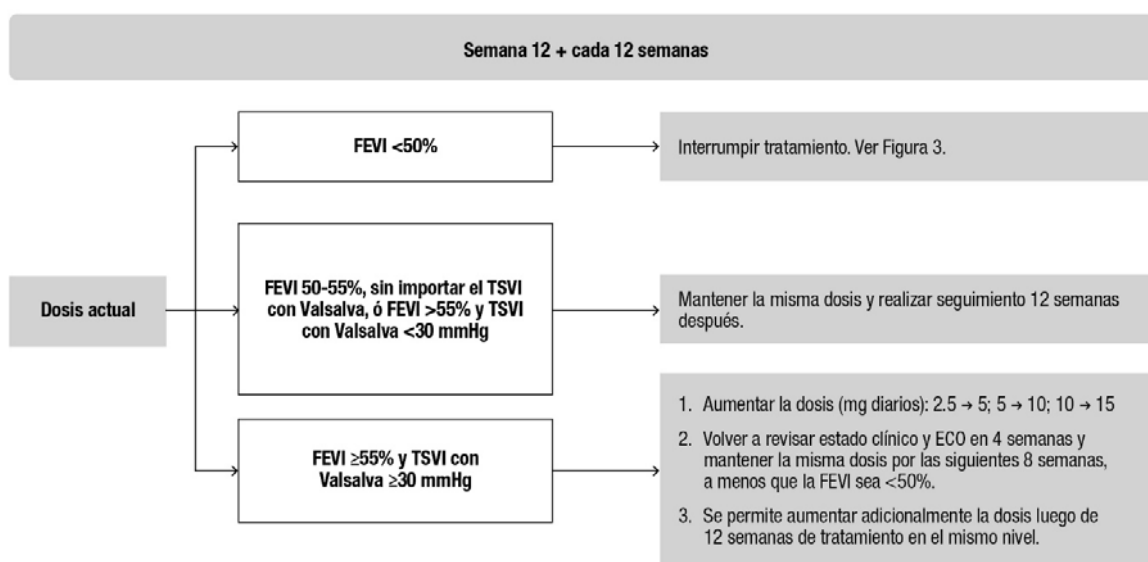 Semana 12 + cada 12 semanas
Dosis actual
FEVI <50%
Interrumpir tratamiento. Ver Figura 3.
FEVI 50-55%, sin importar el TSVI
con Valsalva, ó FEVI >55% y TSVI
con Valsalva <30 mmHg
Mantener la misma dosis y realizar seguimiento 12 semanas
después.
FEVI ≥55% y TSVI con
Valsalva ≥30 mmHg
1. Aumentar la dosis (mg diarios): 2.5 → 5; 5 → 10; 10 → 15
2. Volver a revisar estado clínico y ECO en 4 semanas y
mantener la misma dosis por las siguientes 8 semanas,
a menos que la FEVI sea <50%.
3. Se permite aumentar adicionalmente la dosis luego de
12 semanas de tratamiento en el mismo nivel.